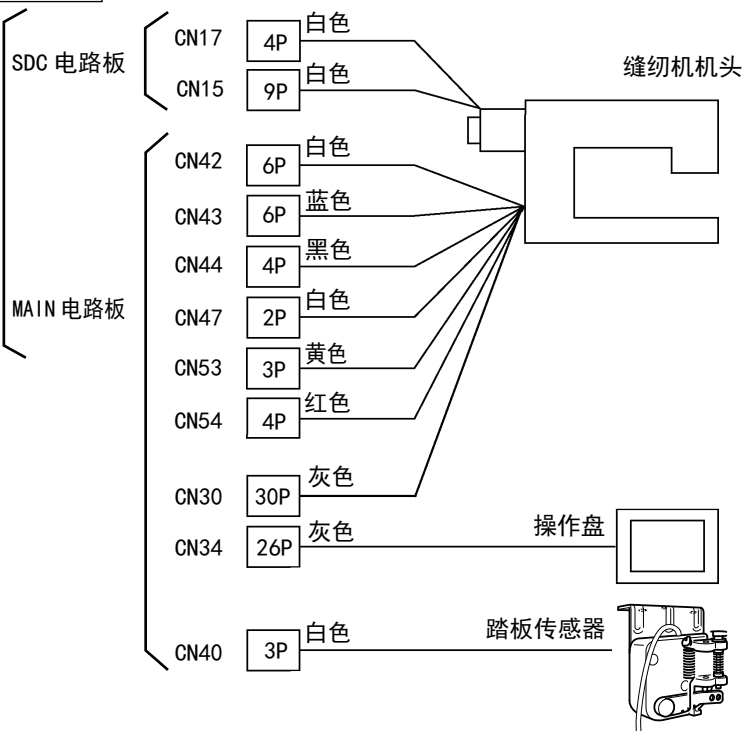 SDC 电路板
CN17 4P 白色
CN15 9P 白色
缝纫机机头
MAIN 电路板
CN42 6P 白色
CN43 6P 蓝色
CN44 4P 黑色
CN47 2P 白色
CN53 3P 黄色
CN54 4P 红色
CN30 30P 灰色
CN34 26P 灰色 操作盘
CN40 3P 白色 踏板传感器